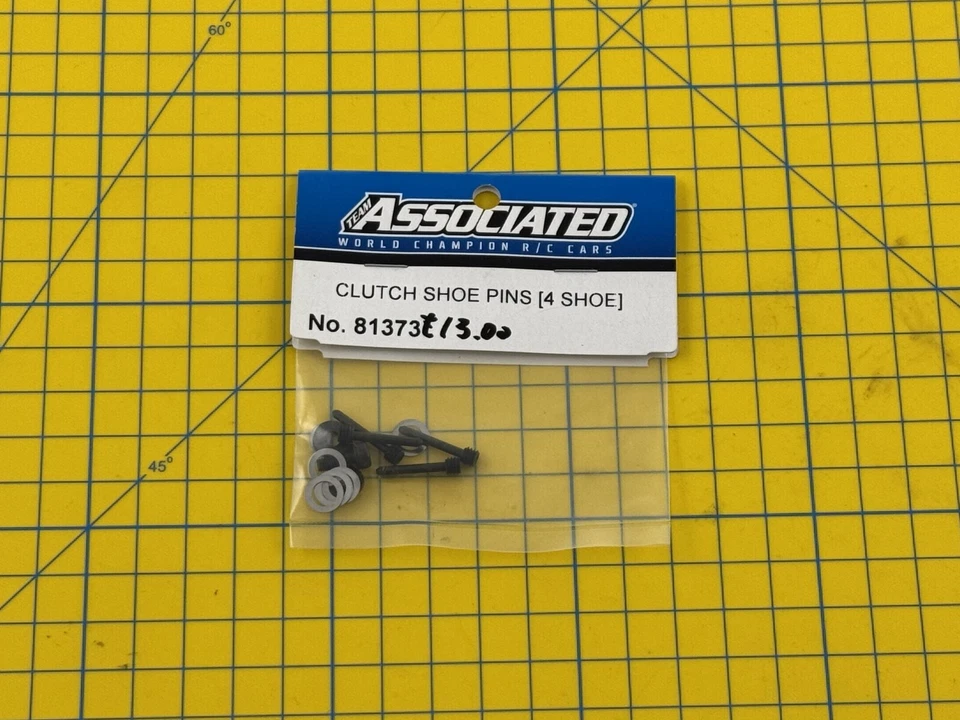 60°
TEAM ASSOCIATED®
WORLD CHAMPION R/C CARS
CLUTCH SHOE PINS [4 SHOE]
No. 81373 £13.00
45°